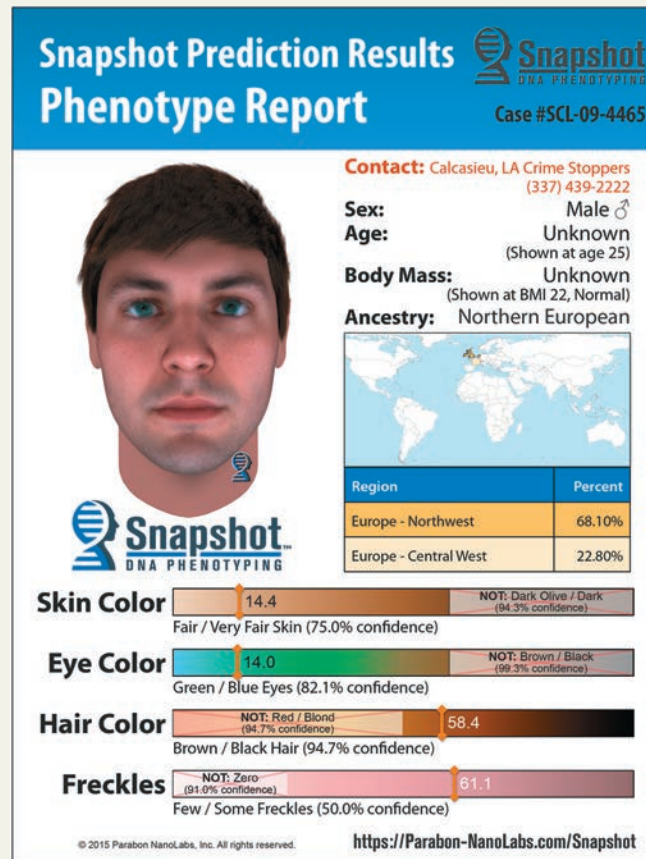 Snapshot Prediction Results
Phenotype Report
Snapshot
DNA PHENOTYPING
Case #SCL-09-4465
Contact: Calcasieu, LA Crime Stoppers
(337) 439-2222
Sex: Male ♂
Age: Unknown
(Shown at age 25)
Body Mass: Unknown
(Shown at BMI 22, Normal)
Ancestry: Northern European
Region Percent
Europe - Northwest 68.10%
Europe - Central West 22.80%
Snapshot™
DNA PHENOTYPING
Skin Color 14.4 NOT: Dark Olive / Dark
(94.3% confidence)
Fair / Very Fair Skin (75.0% confidence)
Eye Color 14.0 NOT: Brown / Black
(99.3% confidence)
Green / Blue Eyes (82.1% confidence)
Hair Color NOT: Red / Blond 58.4
(94.7% confidence)
Brown / Black Hair (94.7% confidence)
Freckles NOT: Zero 61.1
(91.0% confidence)
Few / Some Freckles (50.0% confidence)
© 2015 Parabon NanoLabs, Inc. All rights reserved. https://Parabon-NanoLabs.com/Snapshot